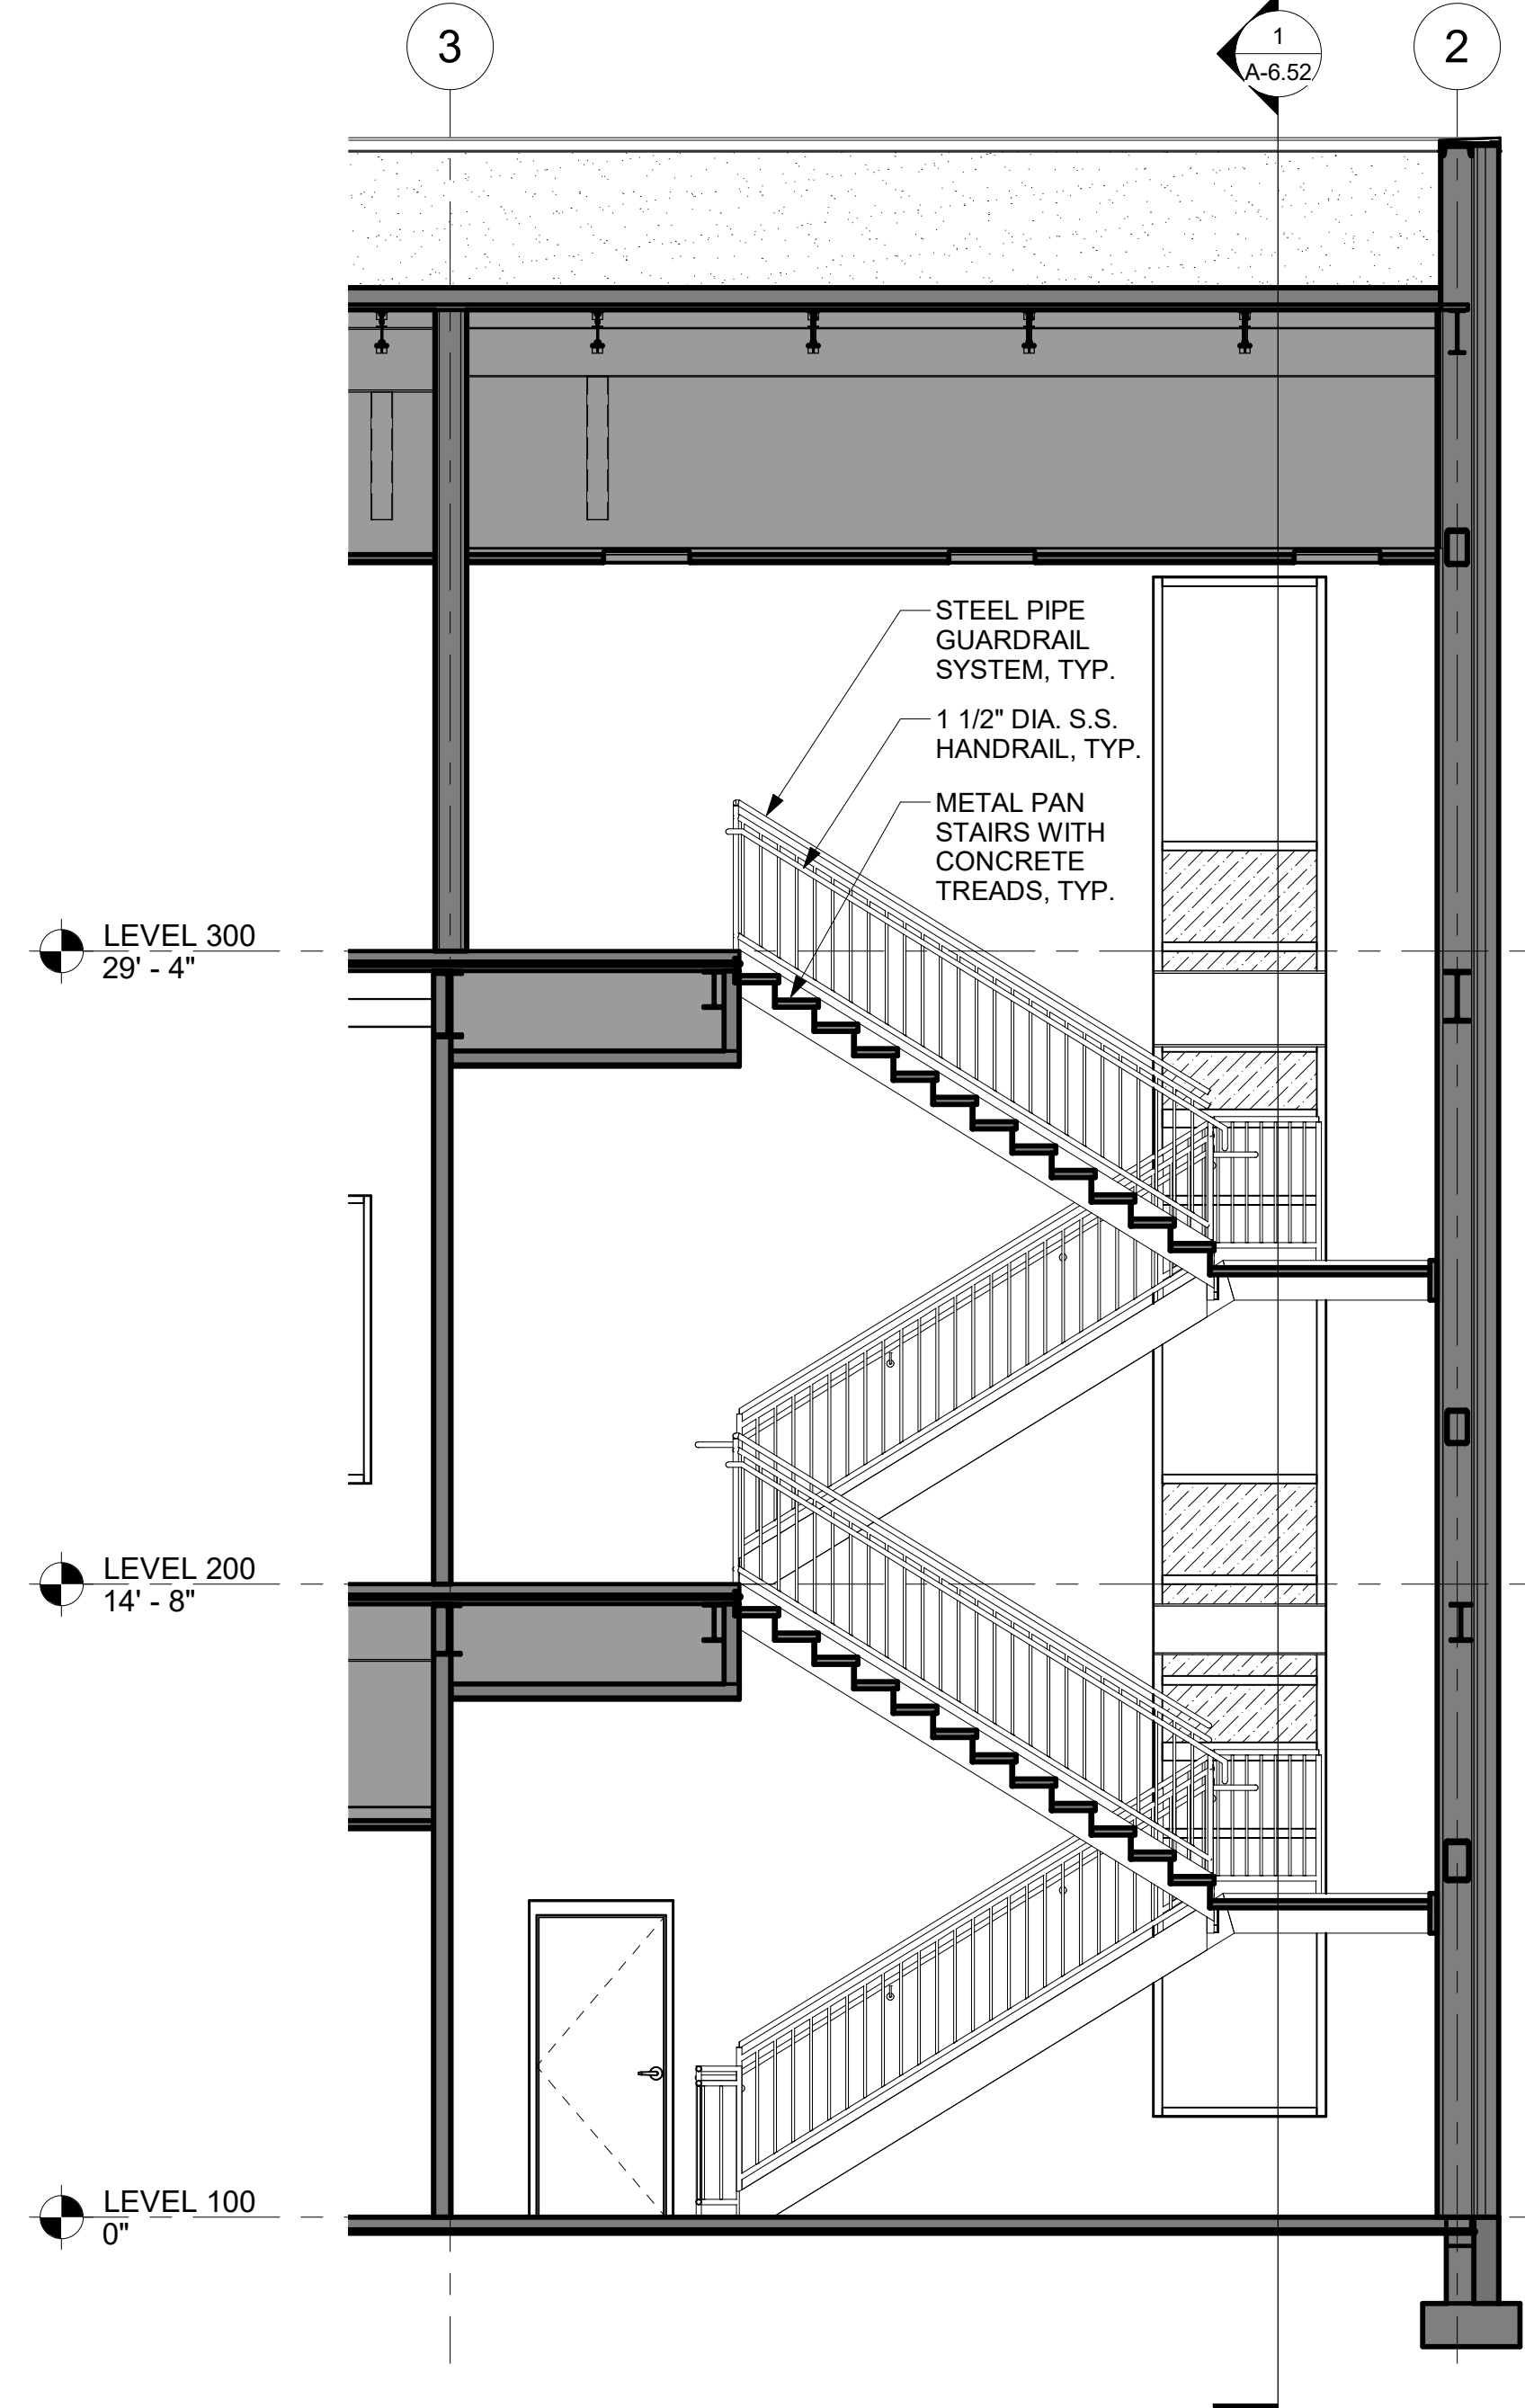 3
1
A-6.52
2
STEEL PIPE
GUARDRAIL
SYSTEM, TYP.
1 1/2" DIA. S.S.
HANDRAIL, TYP.
METAL PAN
STAIRS WITH
CONCRETE
TREADS, TYP.
LEVEL 300
29' - 4"
LEVEL 200
14' - 8"
LEVEL 100
0"